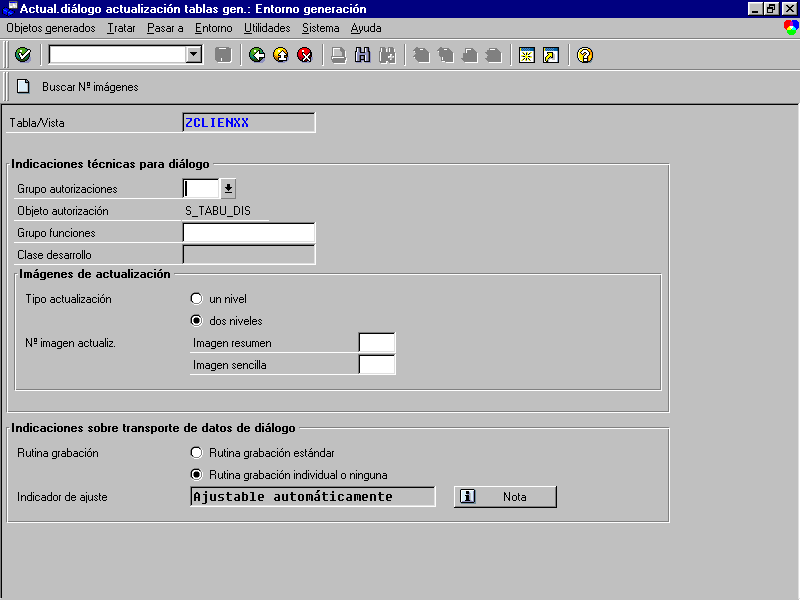 Actual.diálogo actualización tablas gen.: Entorno generación
Objetos generados Tratar Pasar a Entorno Utilidades Sistema Ayuda
Buscar Nº imágenes
Tabla/Vista ZCLIENXX
Indicaciones técnicas para diálogo
Grupo autorizaciones
Objeto autorización S_TABU_DIS
Grupo funciones
Clase desarrollo
Imágenes de actualización
Tipo actualización un nivel
dos niveles
Nº imagen actualiz. Imagen resumen
Imagen sencilla
Indicaciones sobre transporte de datos de diálogo
Rutina grabación Rutina grabación estándar
Rutina grabación individual o ninguna
Indicador de ajuste Ajustable automáticamente Nota